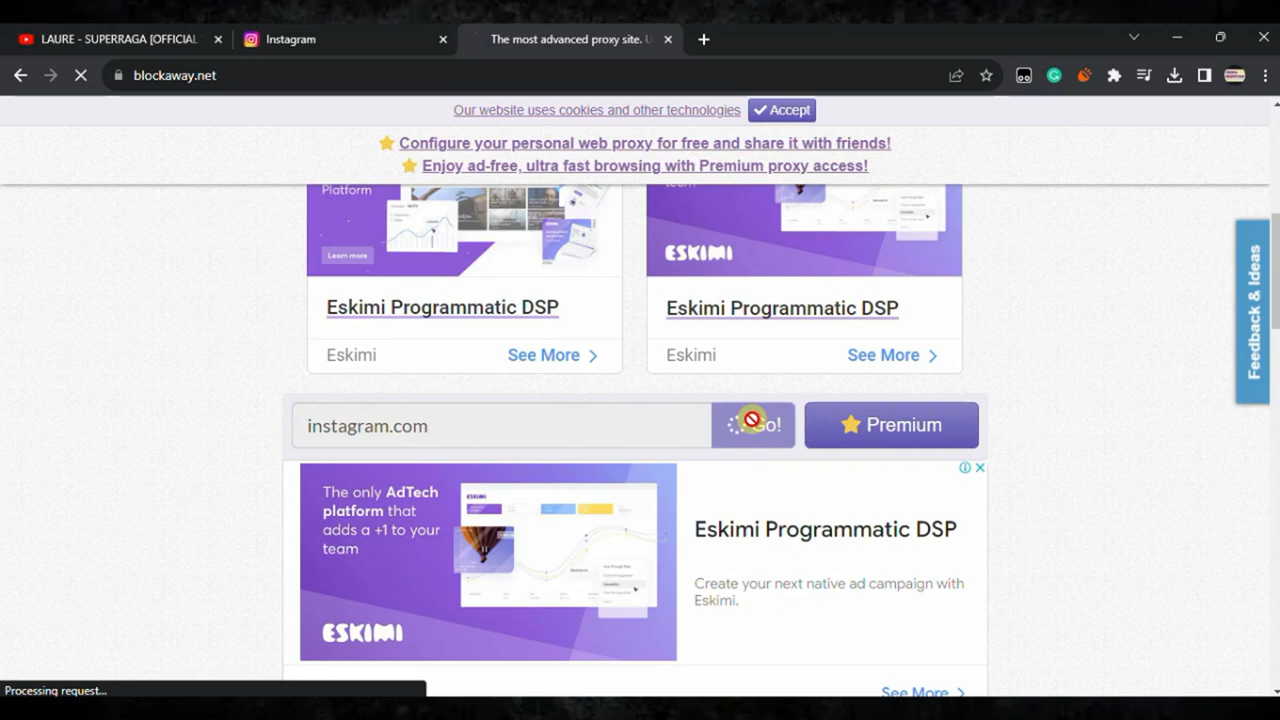 LAURE - SUPERRAGA [OFFICIAL
Instagram
The most advanced proxy site. U
blockaway.net
Our website uses cookies and other technologies
Accept
Configure your personal web proxy for free and share it with friends!
Enjoy ad-free, ultra fast browsing with Premium proxy access!
Platform
team
Learn more
ESKIMI
Eskimi Programmatic DSP
Eskimi Programmatic DSP
Eskimi
See More
Eskimi
See More
Feedback & Ideas
instagram.com
Go!
Premium
The only AdTech
platform that
adds a +1 to your
team
ESKIMI
ESKIMI
Eskimi Programmatic DSP
Create your next native ad campaign with
Eskimi.
See More
Processing request...